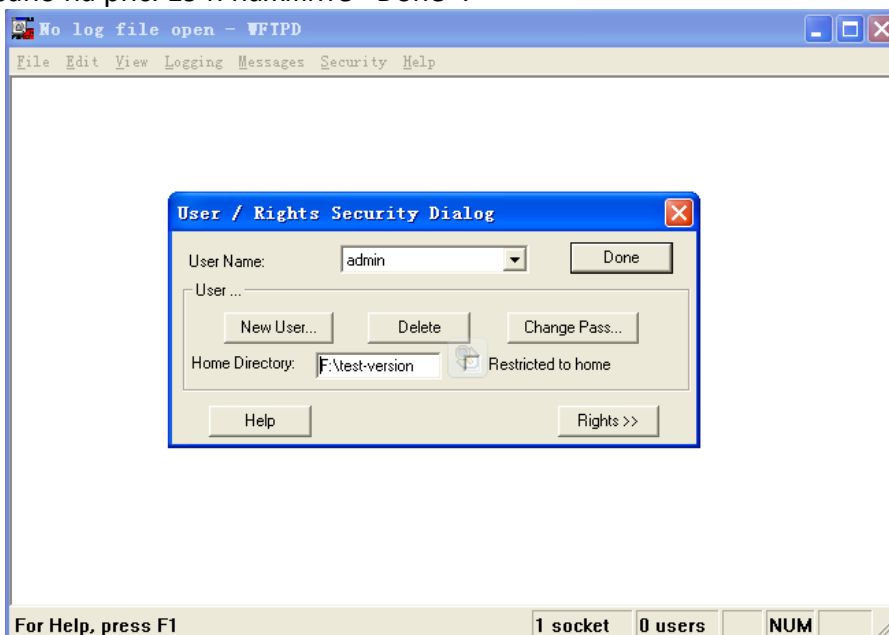 No log file open - WFTPD
File Edit View Logging Messages Security Help
User / Rights Security Dialog
User Name: admin Done
User ...
New User... Delete Change Pass...
Home Directory: F:\test-version Restricted to home
Help Rights >>
For Help, press F1 1 socket 0 users NUM